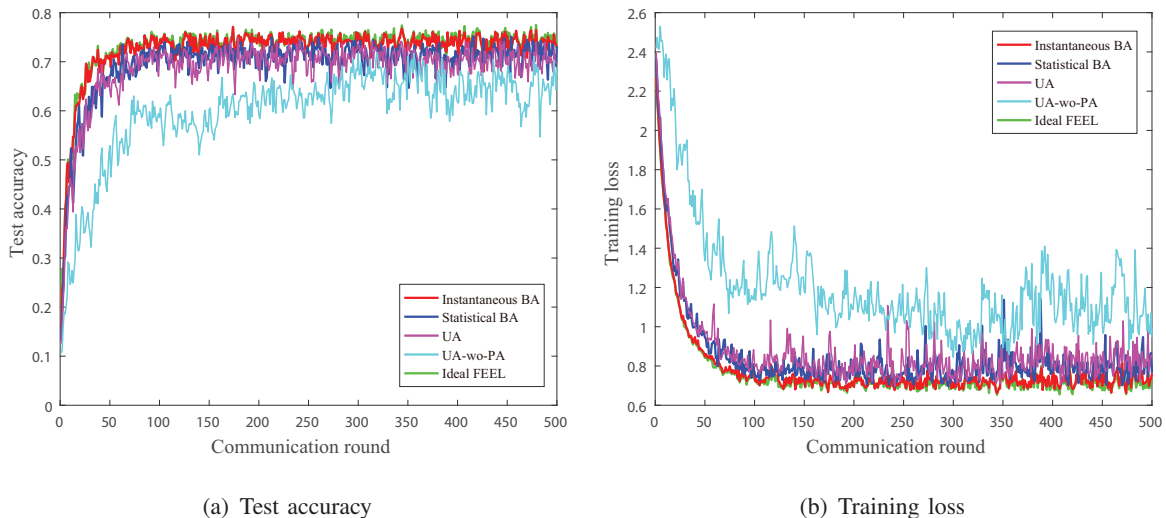 0.8
0.7
0.6
0.5
0.4
0.3
0.2
0.1
0
Test accuracy
Instantaneous BA
Statistical BA
UA
UA-wo-PA
Ideal FEEL
0 50 100 150 200 250 300 350 400 450 500
Communication round
(a) Test accuracy
2.6
2.4
2.2
2
1.8
1.6
1.4
1.2
1
0.8
0.6
Training loss
Instantaneous BA
Statistical BA
UA
UA-wo-PA
Ideal FEEL
0 50 100 150 200 250 300 350 400 450 500
Communication round
(b) Training loss